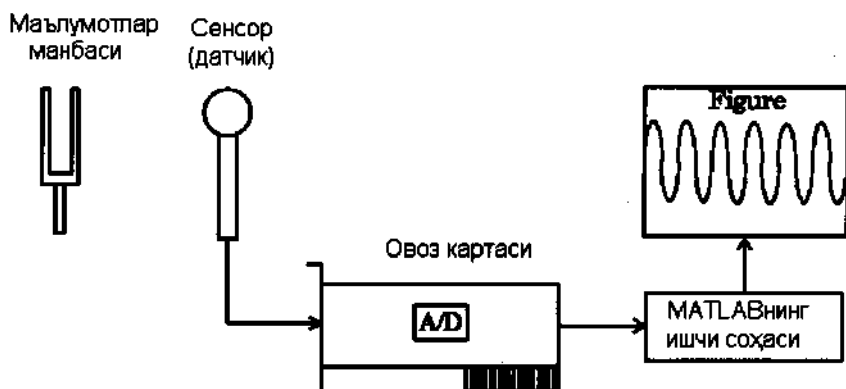 Маълумотлар
манбаси
Сенсор
(датчик)
Figure
Овоз картаси
A/D
MATLABнинг
ишчи соҳаси